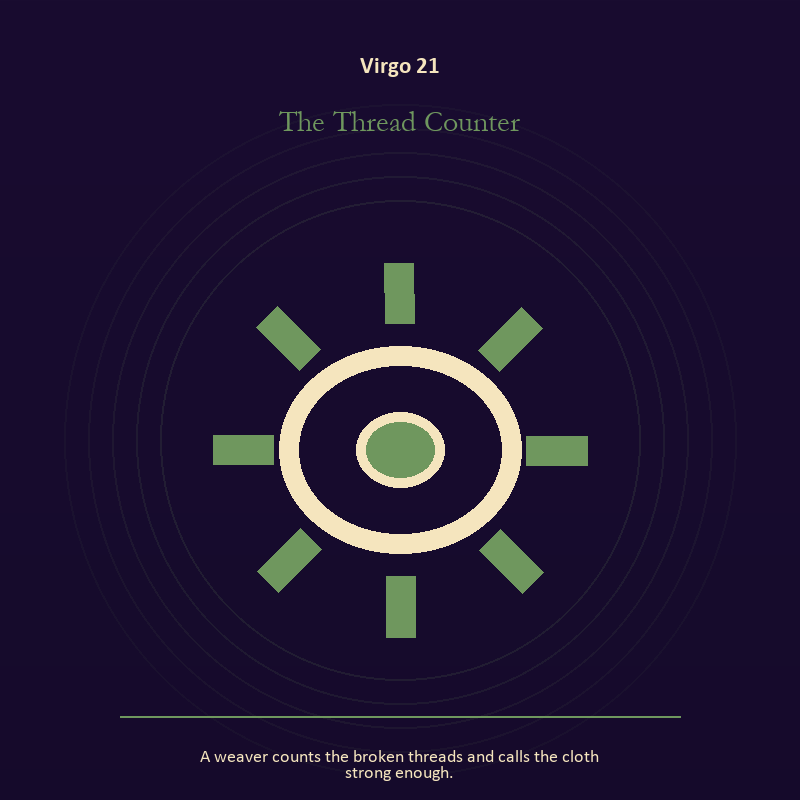 Virgo 21
The Thread Counter
A weaver counts the broken threads and calls the cloth
strong enough.